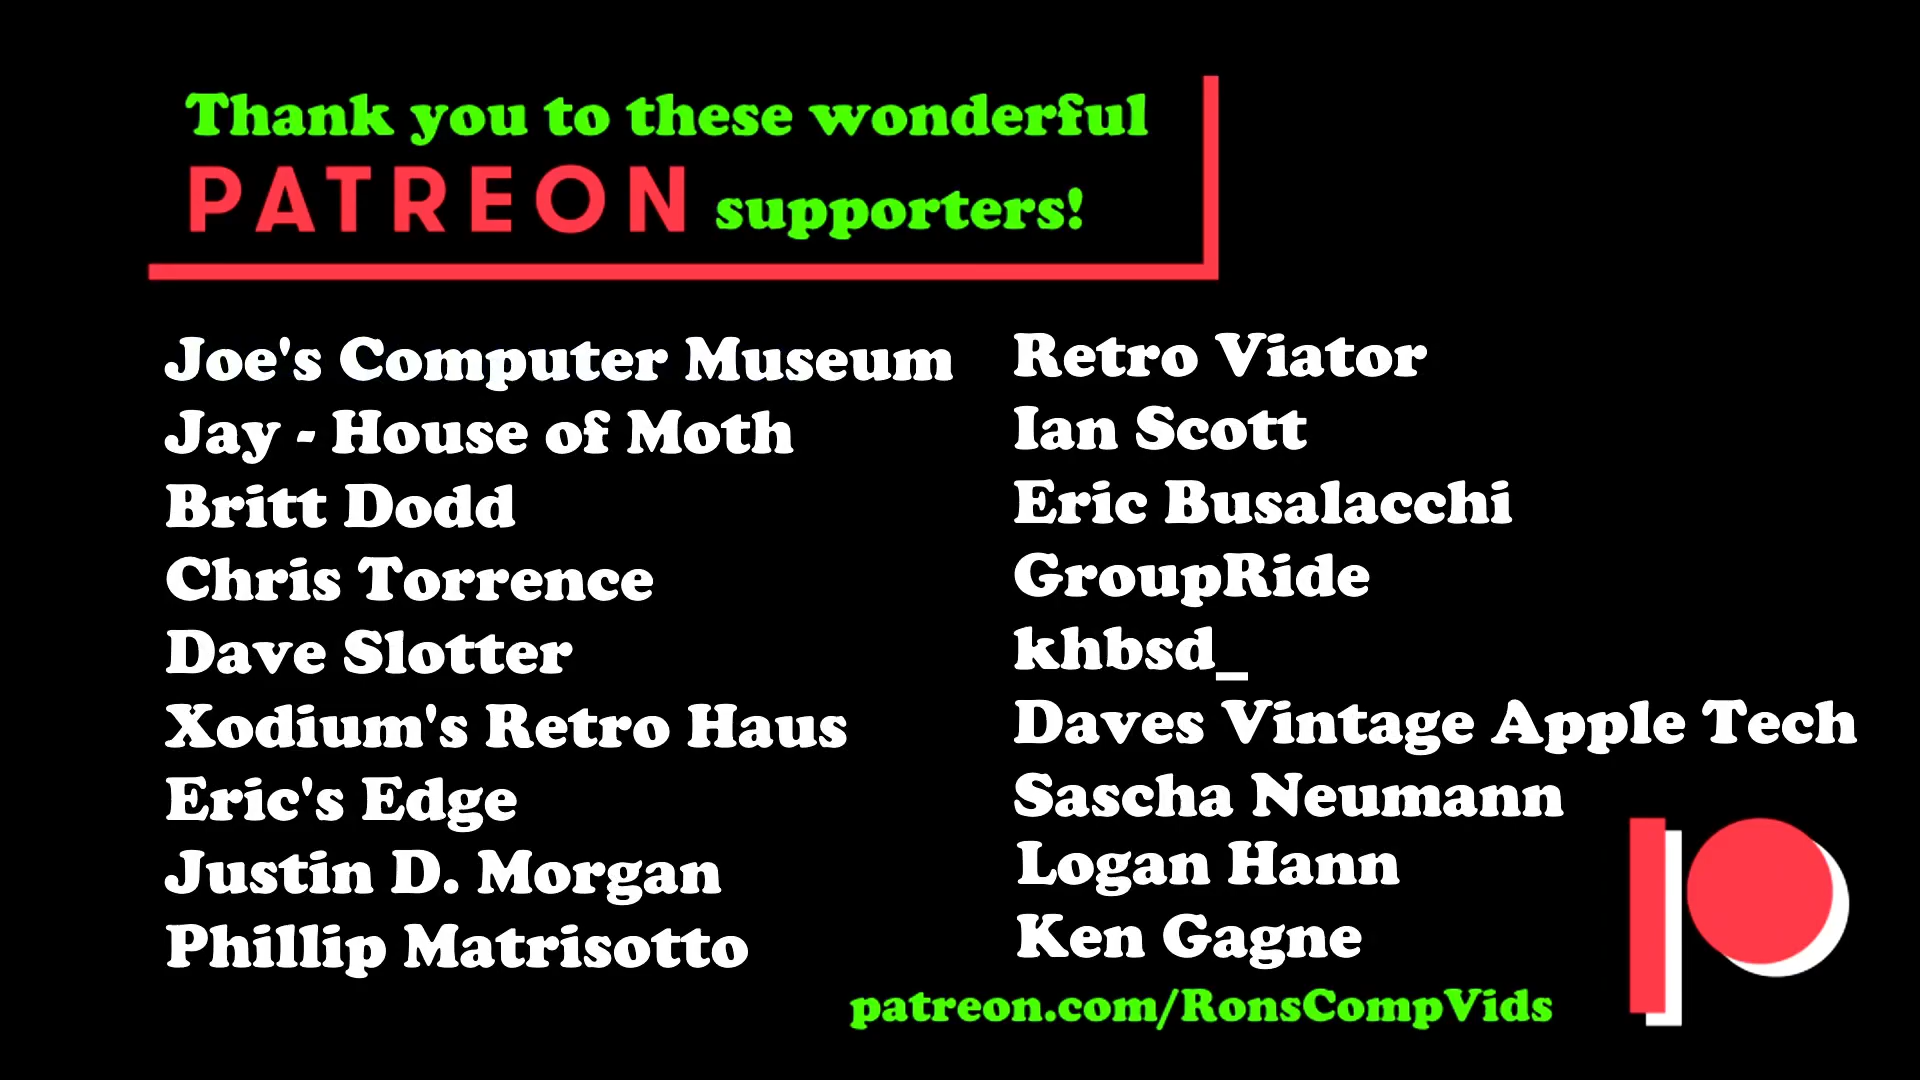 Thank you to these wonderful
PATREON supporters!
Joe's Computer Museum
Jay - House of Moth
Britt Dodd
Chris Torrence
Dave Slotter
Xodium's Retro Haus
Eric's Edge
Justin D. Morgan
Phillip Matrisotto
Retro Viator
Ian Scott
Eric Busalacchi
GroupRide
khbsd_
Daves Vintage Apple Tech
Sascha Neumann
Logan Hann
Ken Gagne
patreon.com/RonsCompVids